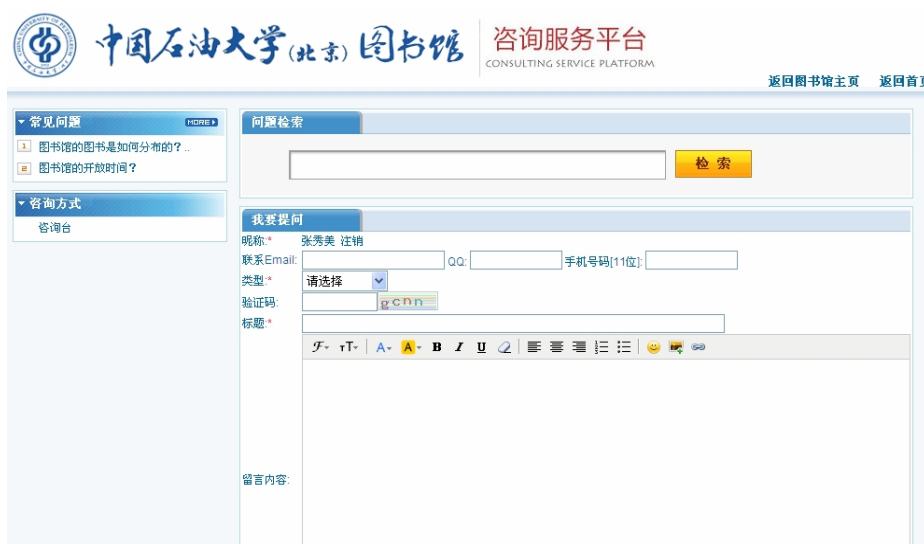 中国石油大学(北京)图书馆
咨询服务平台
CONSULTING SERVICE PLATFORM
返回图书馆主页 返回首页
常见问题 MORE
1 图书馆的图书是如何分布的?..
2 图书馆的开放时间?
咨询方式
咨询台
问题检索
检 索
我要提问
昵称:* 张秀美 注销
联系Email: QQ: 手机号码[11位]:
类型:* 请选择
验证码: gcnn
标题:*
留言内容: